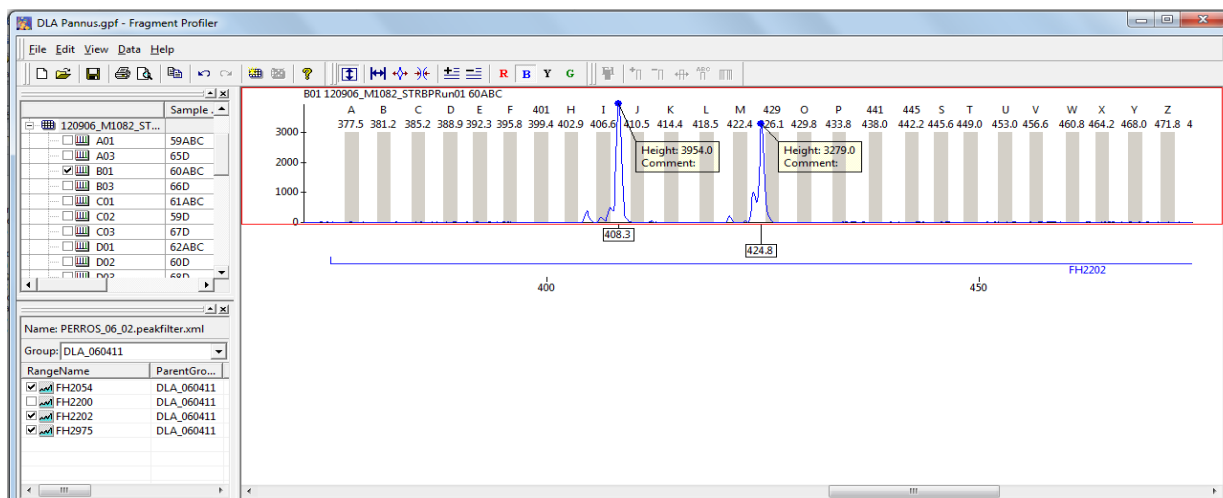 DLA Pannus.gpf - Fragment Profiler
File Edit View Data Help
R B Y G
ABC
Sample
120906_M1082_ST...
A01 59ABC
A03 65D
B01 60ABC
B03 66D
C01 61ABC
C02 59D
C03 67D
D01 62ABC
D02 60D
D03 68D
Name: PERROS_06_02.peakfilter.xml
Group: DLA_060411
RangeName ParentGro...
FH2054 DLA_060411
FH2200 DLA_060411
FH2202 DLA_060411
FH2975 DLA_060411
B01 120906_M1082_STRBPRun01 60ABC
A B C D E F 401 H I J K L M 429 O P 441 445 S T U V W X Y Z
377.5 381.2 385.2 388.9 392.3 395.8 399.4 402.9 406.6 410.5 414.4 418.5 422.4 426.1 429.8 433.8 438.0 442.2 445.6 449.0 453.0 456.6 460.8 464.2 468.0 471.8 4
3000
2000
1000
0
Height: 3954.0
Comment:
Height: 3279.0
Comment:
408.3
424.8
FH2202
400 450